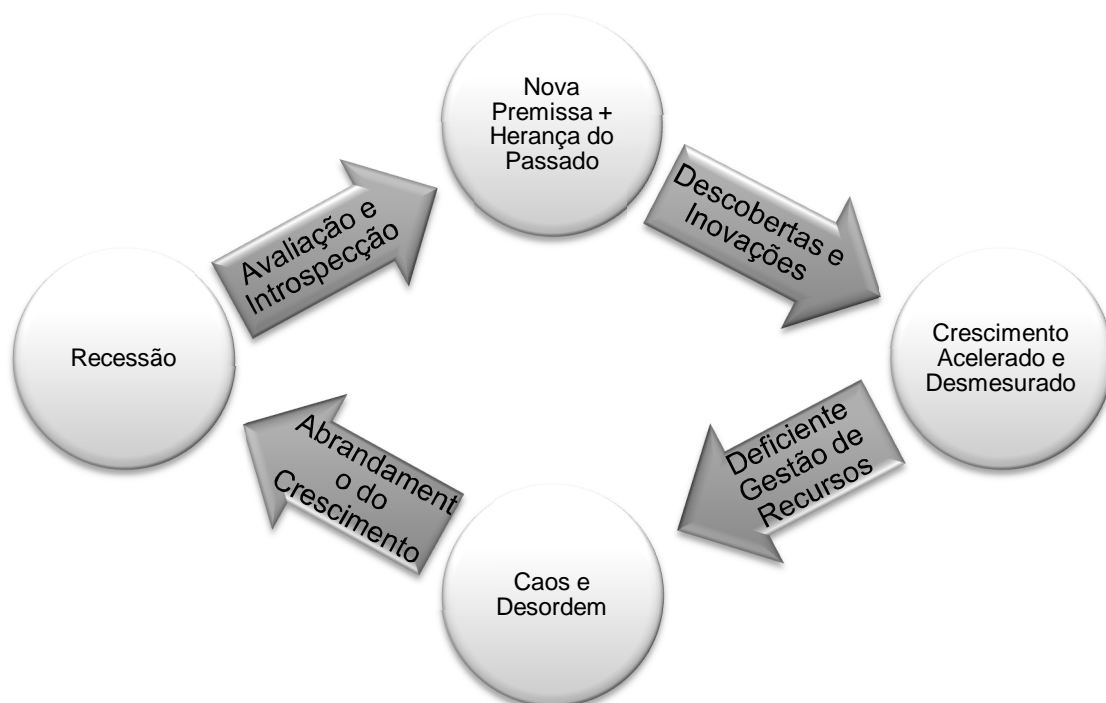 Nova
Premissa +
Herança do
Passado
Descobertas e
Inovações
Crescimento
Acelerado e
Desmesurado
Deficiente
Gestão de
Recursos
Caos e
Desordem
Abrandament
o do
Crescimento
Recessão
Avaliação e
Introspecção